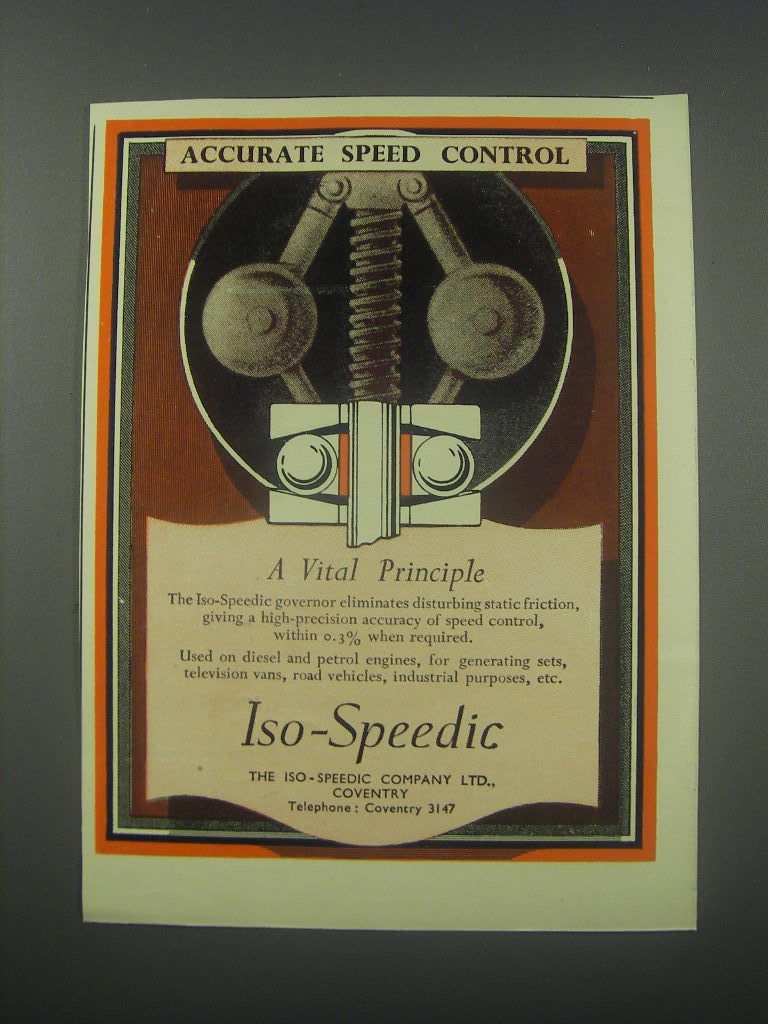 ACCURATE SPEED CONTROL
A Vital Principle
The Iso-Speedic governor eliminates disturbing static friction,
giving a high-precision accuracy of speed control,
within 0.3% when required.
Used on diesel and petrol engines, for generating sets,
television vans, road vehicles, industrial purposes, etc.
Iso-Speedic
THE ISO-SPEEDIC COMPANY LTD.,
COVENTRY
Telephone: Coventry 3147